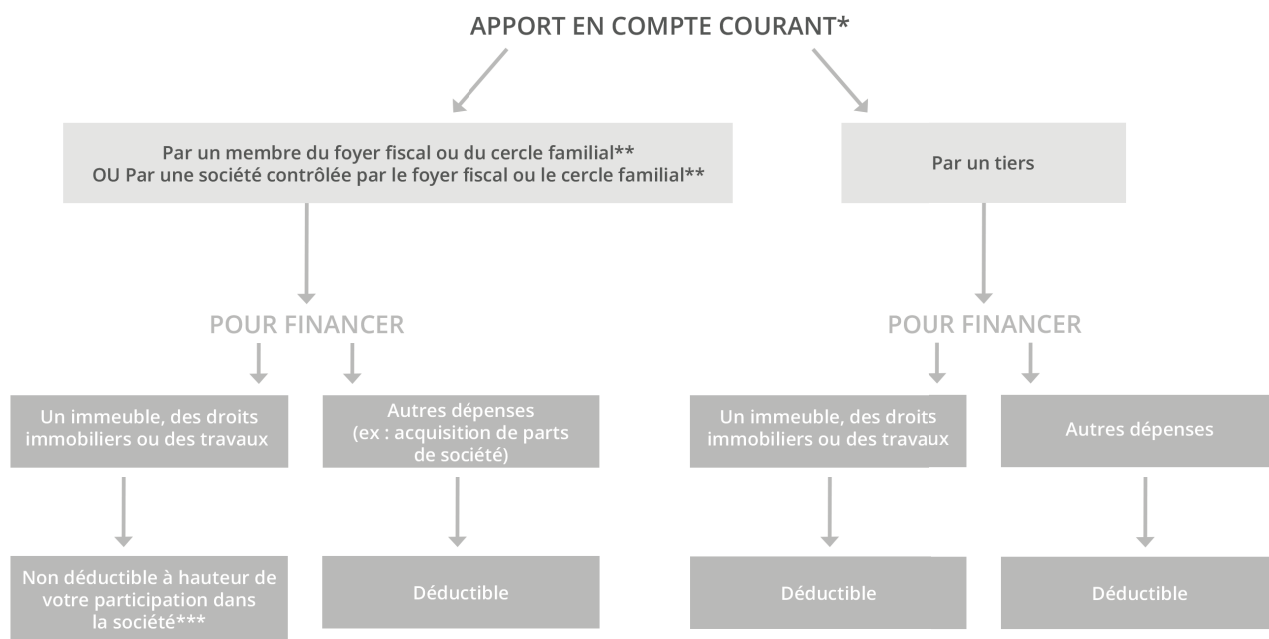 APPORT EN COMPTE COURANT*
Par un membre du foyer fiscal ou du cercle familial**
OU Par une société contrôlée par le foyer fiscal ou le cercle familial**
Par un tiers
POUR FINANCER
POUR FINANCER
Un immeuble, des droits
immobiliers ou des travaux
Autres dépenses
(ex : acquisition de parts
de société)
Un immeuble, des droits
immobiliers ou des travaux
Autres dépenses
Non déductible à hauteur de
votre participation dans
la société***
Déductible
Déductible
Déductible